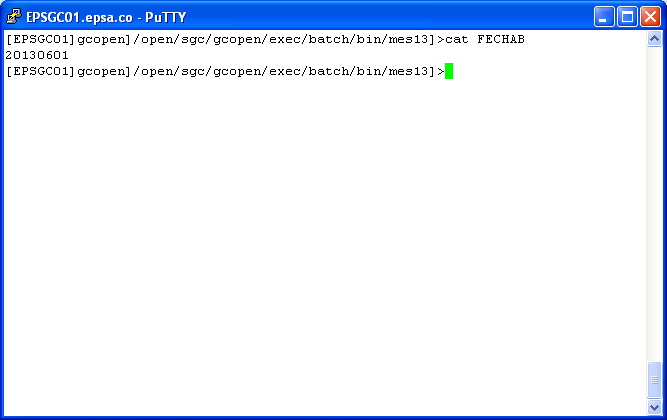 EPSGC01.epsa.co - PuTTY
[EPSGC01]gcopen]/open/sgc/gcopen/exec/batch/bin/mes13]>cat FECHAB
20130601
[EPSGC01]gcopen]/open/sgc/gcopen/exec/batch/bin/mes13]>